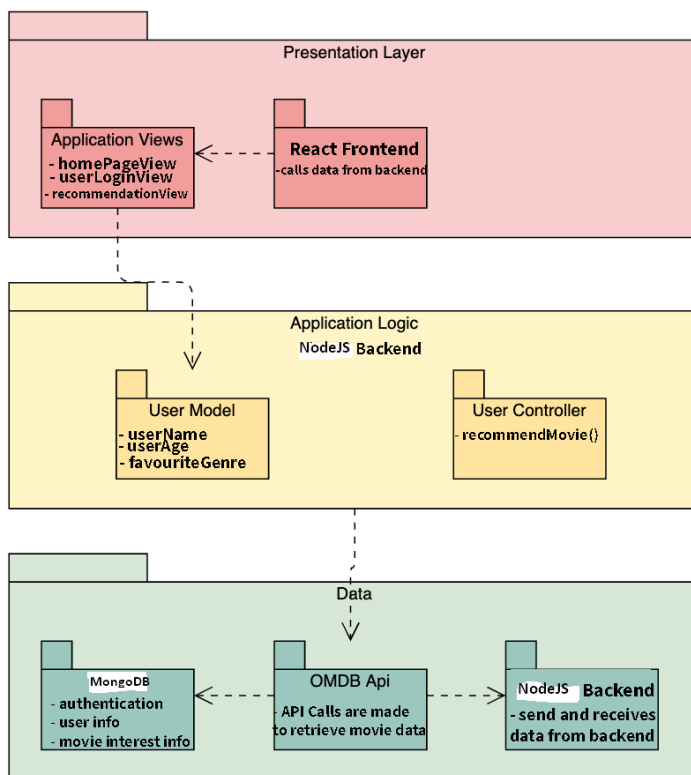 Presentation Layer
Application Views
- homePageView
- userLoginView
- recommendationView
React Frontend
-calls data from backend
Application Logic
NodeJS Backend
User Model
- userName
- userAge
- favouriteGenre
User Controller
- recommendMovie()
Data
MongoDB
- authentication
- user info
- movie interest info
OMDB Api
- API Calls are made
to retrieve movie data
NodeJS Backend
- send and receives
data from backend